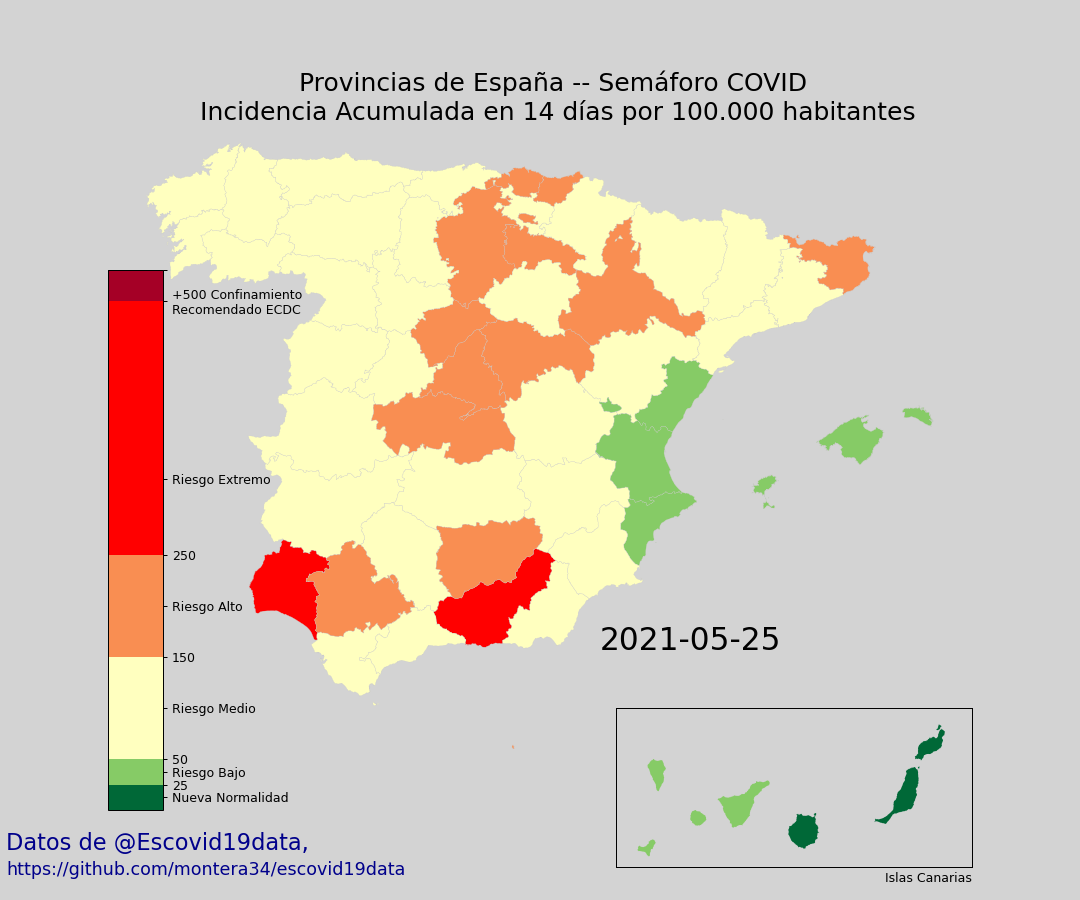 Provincias de España -- Semáforo COVID
Incidencia Acumulada en 14 días por 100.000 habitantes
+500 Confinamiento
Recomendado ECDC
Riesgo Extremo
250
Riesgo Alto
150
Riesgo Medio
50
Riesgo Bajo
25
Nueva Normalidad
2021-05-25
Islas Canarias
Datos de @Escovid19data,
https://github.com/montera34/escovid19data